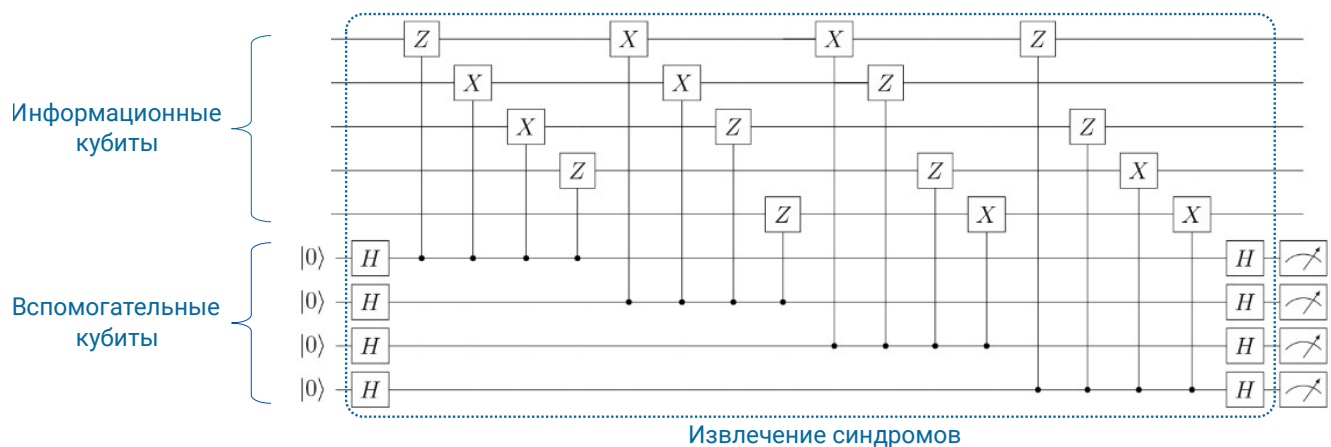 Z X X Z
X X Z
Информационные
кубиты
X Z Z
Z Z X
Z X X
|0⟩ H H
Вспомогательные
кубиты
|0⟩ H H
|0⟩ H H
|0⟩ H H
Извлечение синдромов